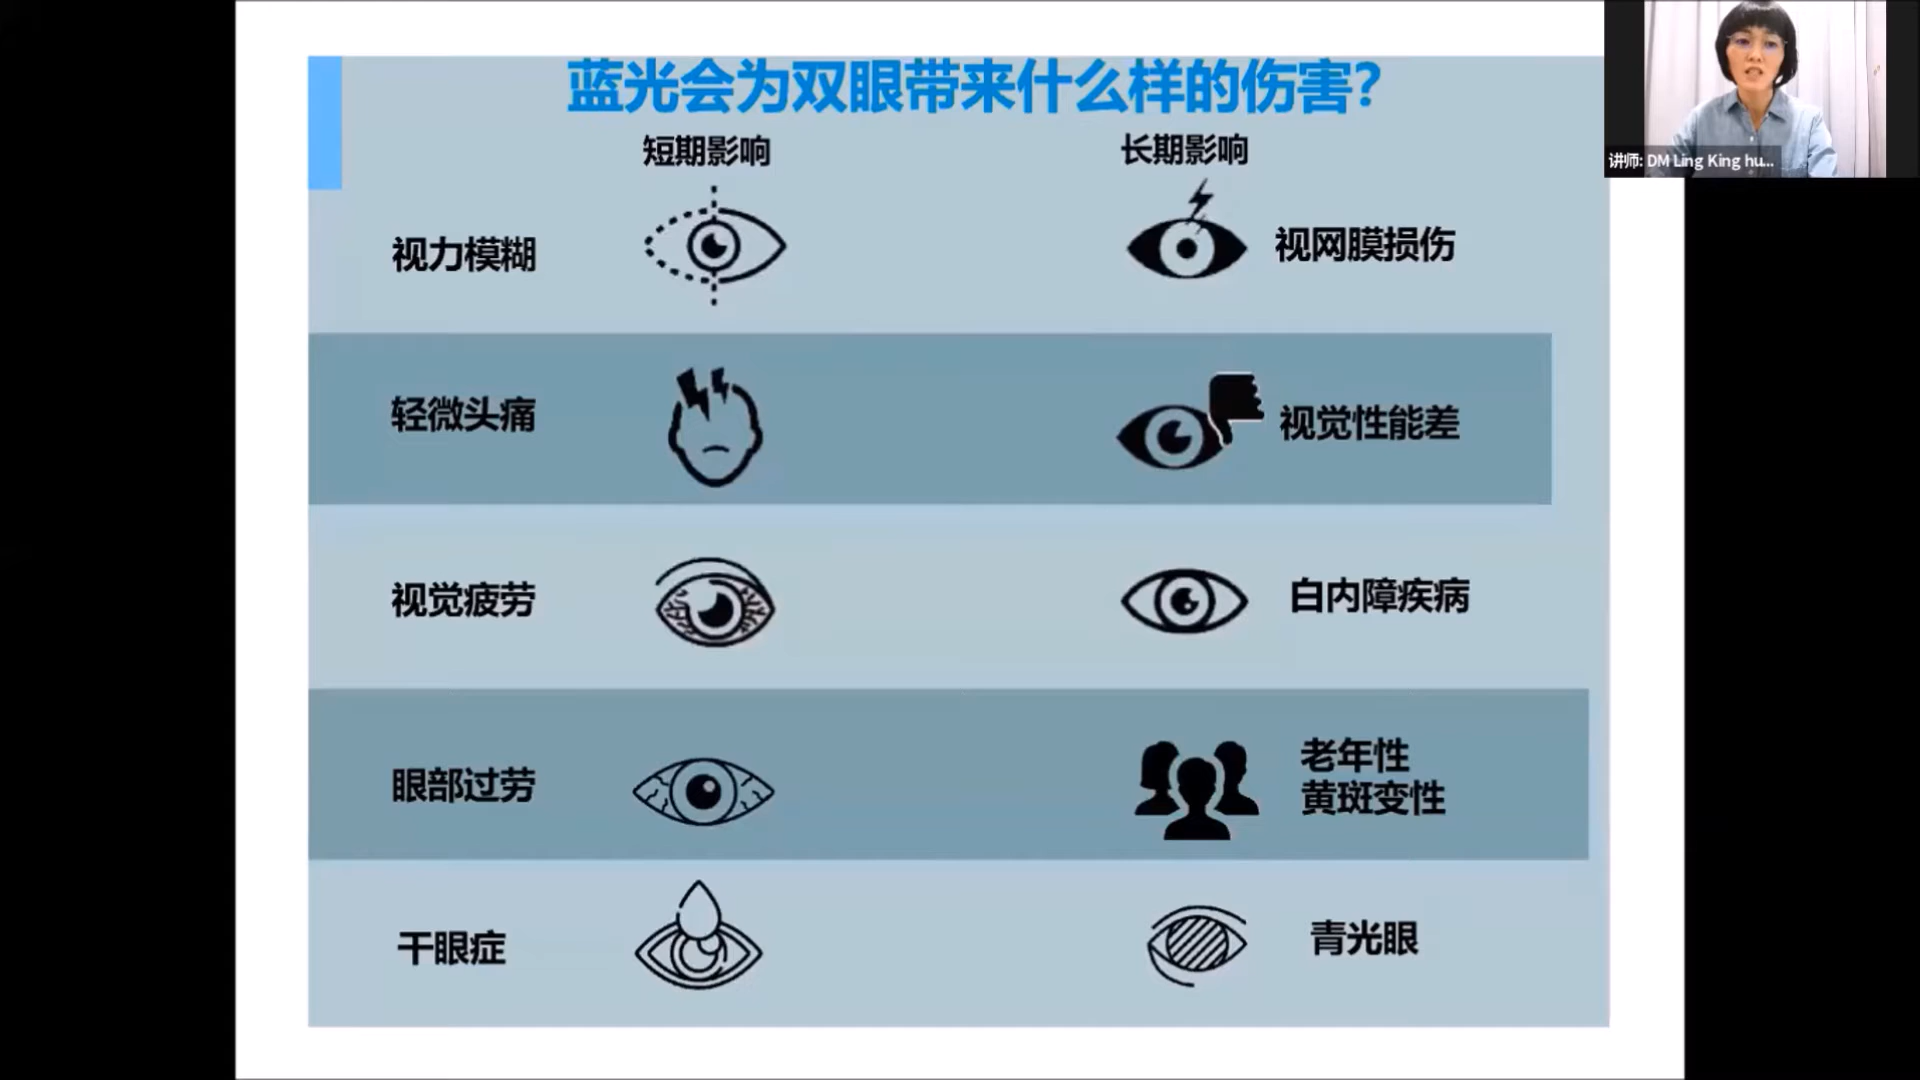 蓝光会为双眼带来什么样的伤害?
短期影响
长期影响
视力模糊
视网膜损伤
轻微头痛
视觉性能差
视觉疲劳
白内障疾病
眼部过劳
老年性
黄斑变性
干眼症
青光眼
讲师: DM Ling King hu...